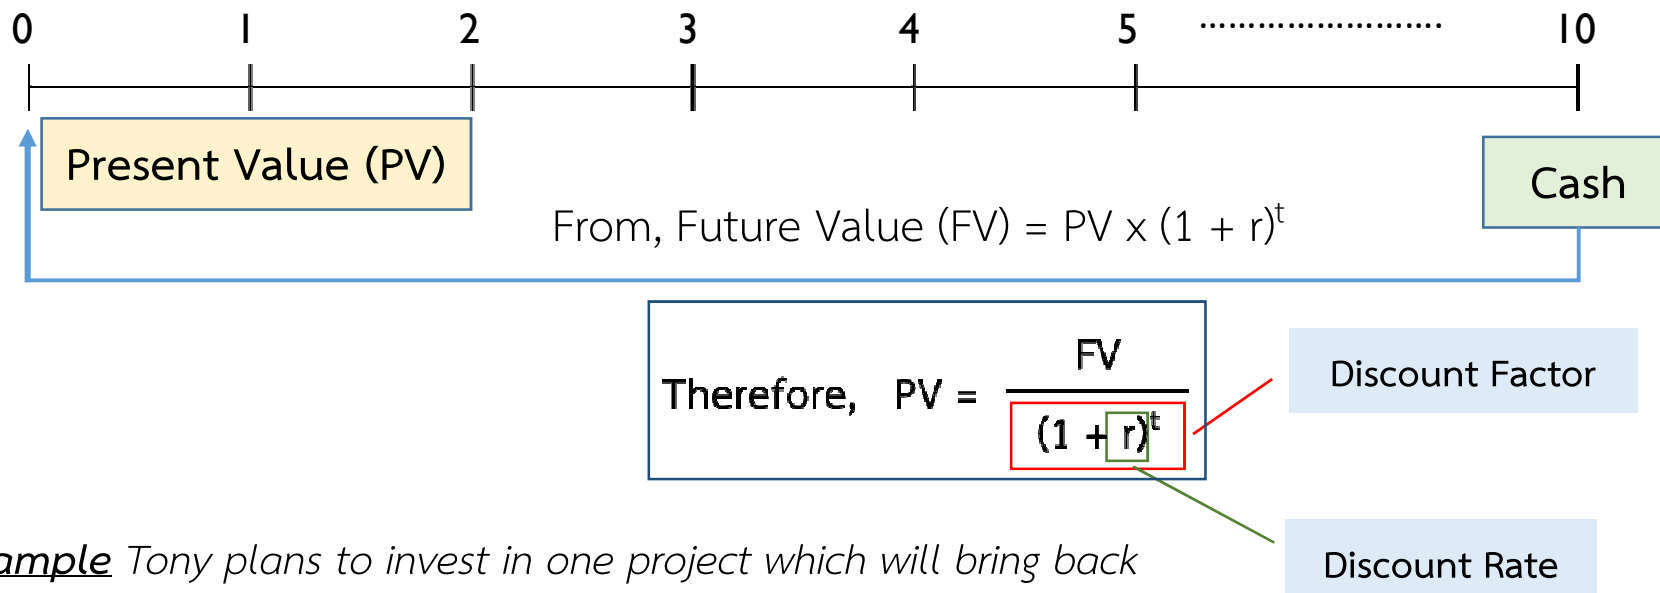 0 1 2 3 4 5 ........................ 10
Present Value (PV)
Cash
From, Future Value (FV) = PV x (1 + r)^t
Therefore, PV = FV
(1 + r)^t
Discount Factor
Discount Rate
ample Tony plans to invest in one project which will bring back